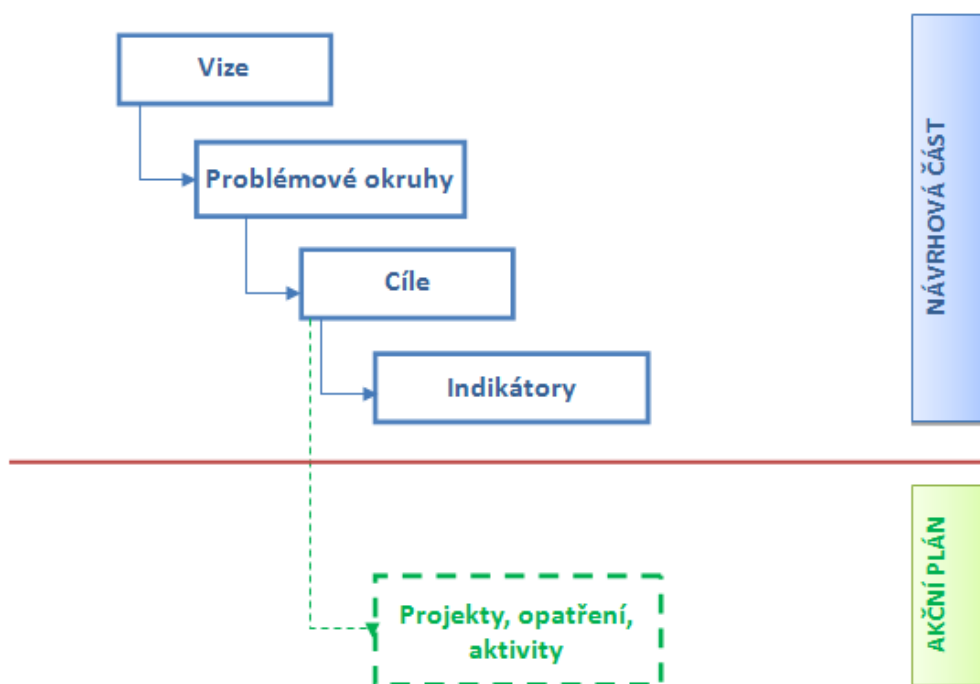 Vize
Problémové okruhy
Cíle
Indikátory
NÁVRHOVÁ ČÁST
Projekty, opatření,
aktivity
AKČNÍ PLÁN